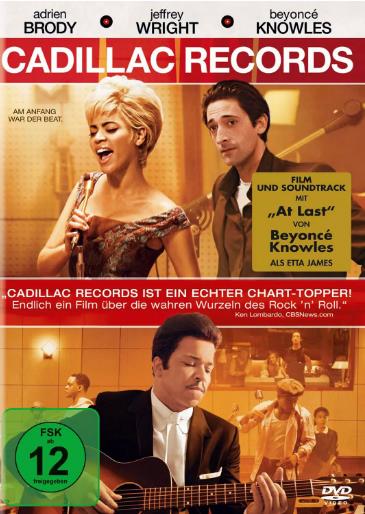 adrien jeffrey beyoncé
BRODY WRIGHT KNOWLES
CADILLAC RECORDS
AM ANFANG
WAR DER BEAT.
FILM
UND SOUNDTRACK
MIT
„At Last“
VON
Beyoncé
Knowles
ALS ETTA JAMES
„CADILLAC RECORDS IST EIN ECHTER CHART-TOPPER!
Endlich ein Film über die wahren Wurzeln des Rock 'n' Roll.“
Ken Lombardo, CBSNews.com
FSK
ab
12
freigegeben
DVD
VIDEO